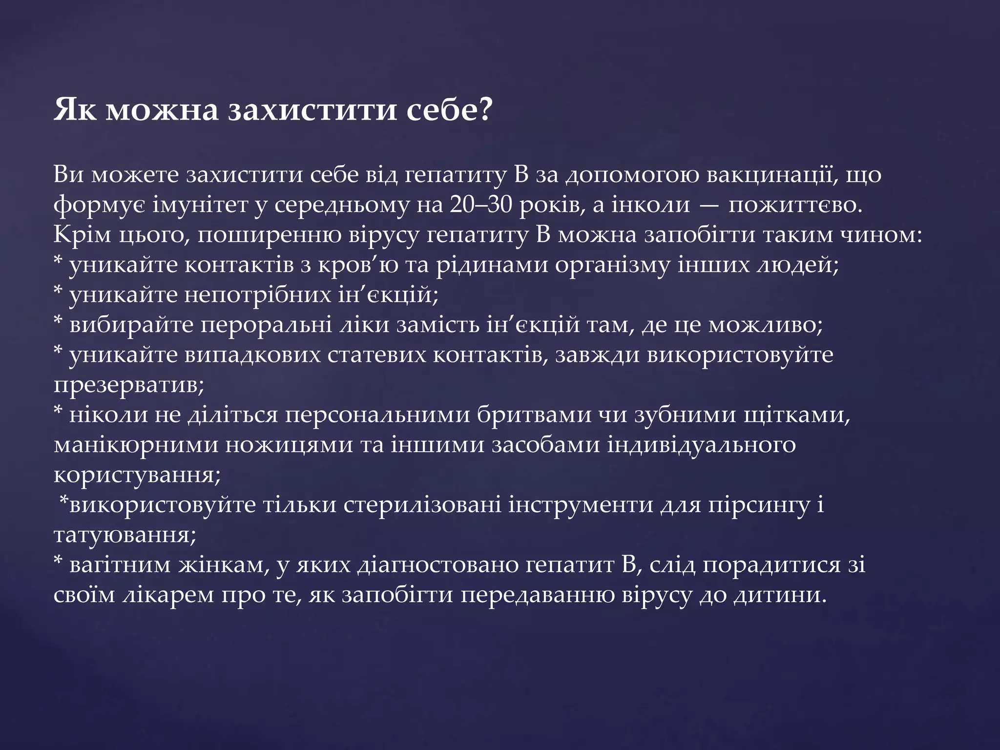 Як можна захистити себе?
Ви можете захистити себе від гепатиту В за допомогою вакцинації, що
формує імунітет у середньому на 20–30 років, а інколи — пожиттєво.
Крім цього, поширенню вірусу гепатиту В можна запобігти таким чином:
* уникайте контактів з кров’ю та рідинами організму інших людей;
* уникайте непотрібних ін’єкцій;
* вибирайте пероральні ліки замість ін’єкцій там, де це можливо;
* уникайте випадкових статевих контактів, завжди використовуйте
презерватив;
* ніколи не діліться персональними бритвами чи зубними щітками,
манікюрними ножицями та іншими засобами індивідуального
користування;
*використовуйте тільки стерилізовані інструменти для пірсингу і
татуювання;
* вагітним жінкам, у яких діагностовано гепатит В, слід порадитися зі
своїм лікарем про те, як запобігти передаванню вірусу до дитини.